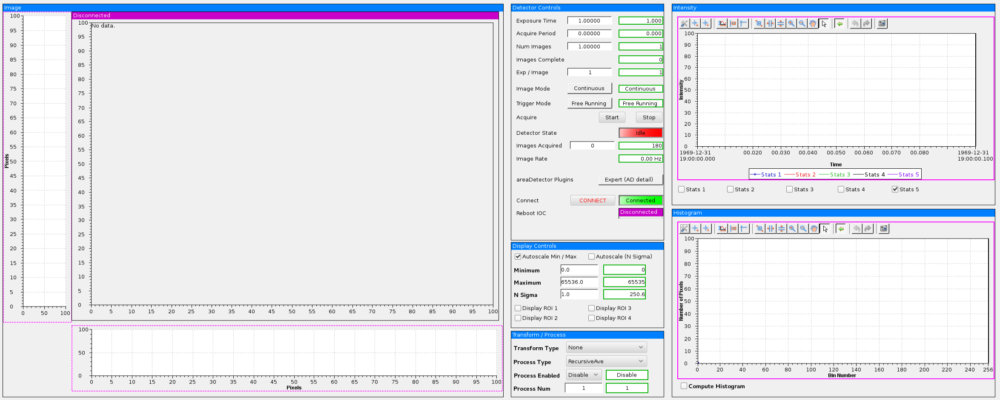 Image
100
95
90
85
80
75
70
65
60
55
50
45
40
35
30
25
20
15
10
5
0
0 50 100
Pixels
Disconnected
No data.
100
95
90
85
80
75
70
65
60
55
50
45
40
35
30
25
20
15
10
5
0
0 5 10 15 20 25 30 35 40 45 50 55 60 65 70 75 80 85 90 95 100
100
50
0
0 5 10 15 20 25 30 35 40 45 50 55 60 65 70 75 80 85 90 95 100
Pixels
Detector Controls
Exposure Time 1.00000 1.000
Acquire Period 0.00000 0.000
Num Images 1.00000 1
Images Complete 0
Exp / Image 1 1
Image Mode Continuous Continuous
Trigger Mode Free Running Free Running
Acquire Start Stop
Detector State Idle
Images Acquired 0 180
Image Rate 0.00 Hz
areaDetector Plugins Expert (AD detail)
Connect CONNECT Connected
Reboot IOC Disconnected
Display Controls
Autoscale Min / Max Autoscale (N Sigma)
Minimum 0.0 0
Maximum 65536.0 65535
N Sigma 1.0 250.6
Display ROI 1 Display ROI 3
Display ROI 2 Display ROI 4
Transform / Process
Transform Type None
Process Type RecursiveAve
Process Enabled Disable Disable
Process Num 1 1
Intensity
100
90
80
70
60
50
40
30
20
10
0
Intensity
1969-12-31 00.020 00.030 00.040 00.050 00.060 00.070 00.080 1969-12-31
19:00:00.000 19:00:00.100
Time
Stats 1 Stats 2 Stats 3 Stats 4 Stats 5
Stats 1 Stats 2 Stats 3 Stats 4 Stats 5
Histogram
100
90
80
70
60
50
40
30
20
10
0
Number of Pixels
0 20 40 60 80 100 120 140 160 180 200 220 240 256
Bin Number
Compute Histogram